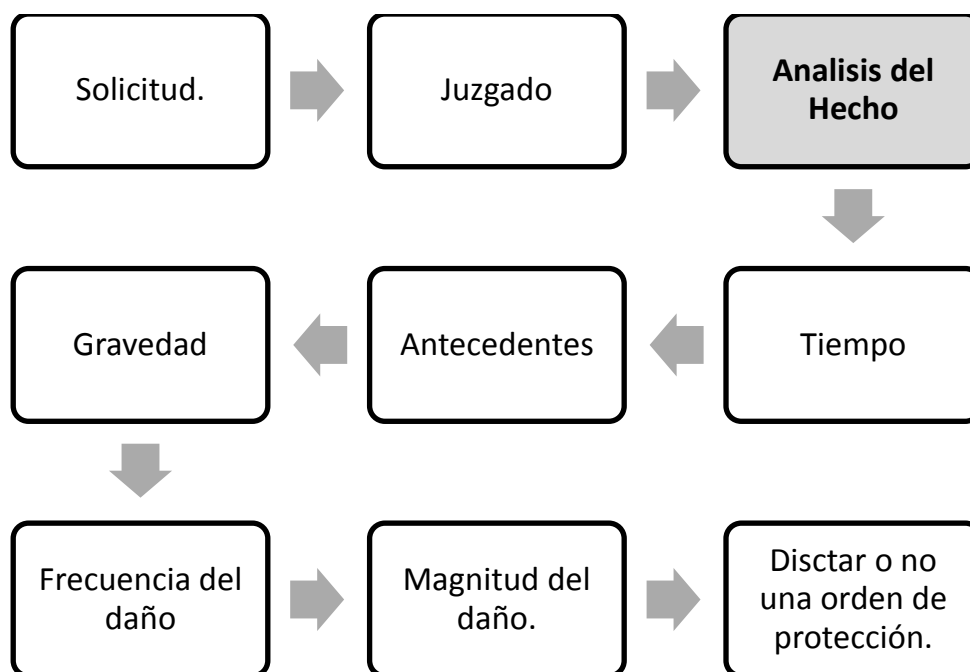 Solicitud.
Juzgado
Analisis del
Hecho
Tiempo
Antecedentes
Gravedad
Frecuencia del
daño
Magnitud del
daño.
Disctar o no
una orden de
protección.